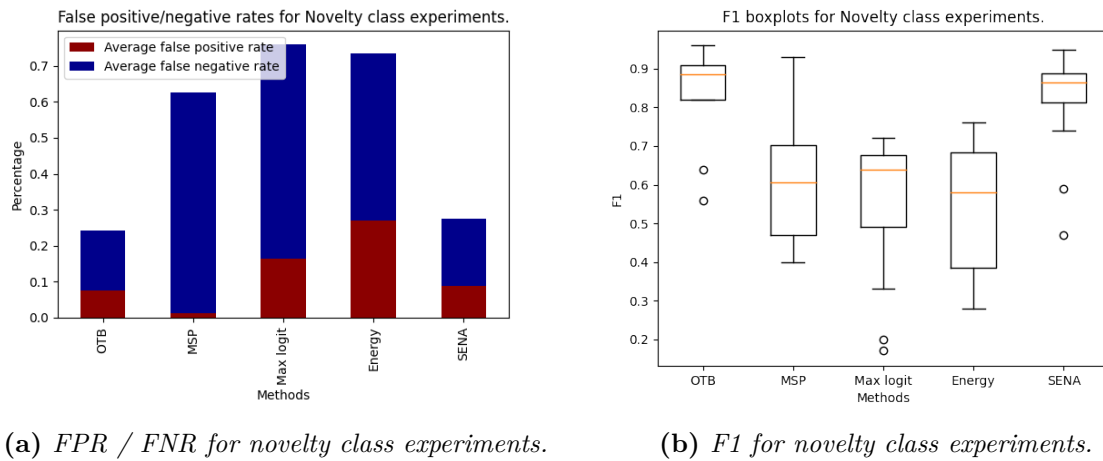 False positive/negative rates for Novelty class experiments.
Average false positive rate
Average false negative rate
Percentage
0.7
0.6
0.5
0.4
0.3
0.2
0.1
0.0
OTB
MSP
Max logit
Energy
SENA
Methods
(a) FPR / FNR for novelty class experiments.
F1 boxplots for Novelty class experiments.
F1
0.9
0.8
0.7
0.6
0.5
0.4
0.3
0.2
OTB MSP Max logit Energy SENA
Methods
(b) F1 for novelty class experiments.